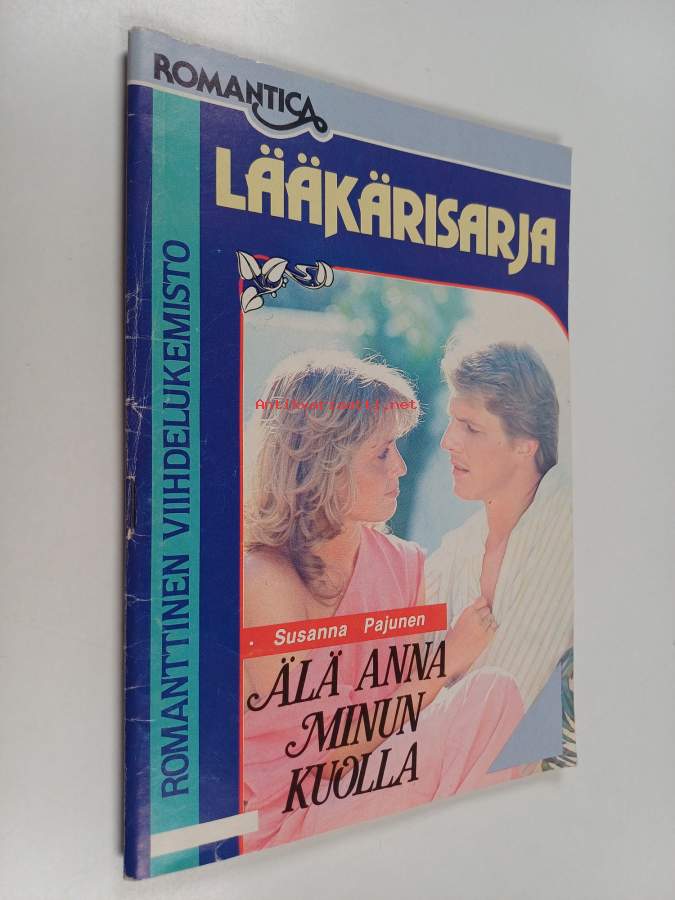 ROMANTICA
LÄÄKÄRISARJA
ROMANTTINEN VIIHDELUKEMISTO
Antikvariaatti.net
· Susanna Pajunen
ÄLÄ ANNA
MINUN
KUOLLA